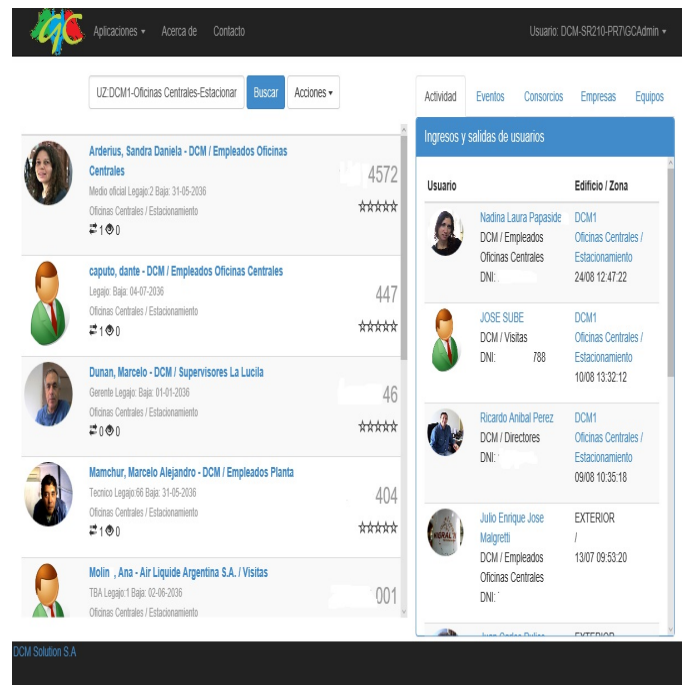 GC
Aplicaciones
Acerca de
Contacto
Usuario: DCM-SR210-PR7\GCAdmin
UZ:DCM1-Oficinas Centrales-Estacionar
Buscar
Acciones
Arderius, Sandra Daniela - DCM / Empleados Oficinas
Centrales
4572
Medio oficial Legajo:2 Baja: 31-05-2036
Oficinas Centrales / Estacionamiento
1 0
caputo, dante - DCM / Empleados Oficinas Centrales
Legajo: Baja: 04-07-2036
447
Oficinas Centrales / Estacionamiento
1 0
Dunan, Marcelo - DCM / Supervisores La Lucila
Gerente Legajo: Baja: 01-01-2036
46
Oficinas Centrales / Estacionamiento
0 0
Mamchur, Marcelo Alejandro - DCM / Empleados Planta
Tecnico Legajo:66 Baja: 31-05-2036
404
Oficinas Centrales / Estacionamiento
1 0
Molin , Ana - Air Liquide Argentina S.A. / Visitas
TBA Legajo:1 Baja: 02-06-2036
001
Oficinas Centrales / Estacionamiento
Actividad
Eventos
Consorcios
Empresas
Equipos
Ingresos y salidas de usuarios
Usuario
Edificio / Zona
Nadina Laura Papaside
DCM / Empleados
Oficinas Centrales
DNI:
DCM1
Oficinas Centrales /
Estacionamiento
24/08 12:47:22
JOSE SUBE
DCM / Visitas
DNI: 788
DCM1
Oficinas Centrales /
Estacionamiento
10/08 13:32:12
Ricardo Anibal Perez
DCM / Directores
DNI:
DCM1
Oficinas Centrales /
Estacionamiento
09/08 10:35:18
Julio Enrique Jose
Malgretti
DCM / Empleados
Oficinas Centrales
DNI:
EXTERIOR
/
13/07 09:53:20
EXTERIOR
DCM Solution S.A